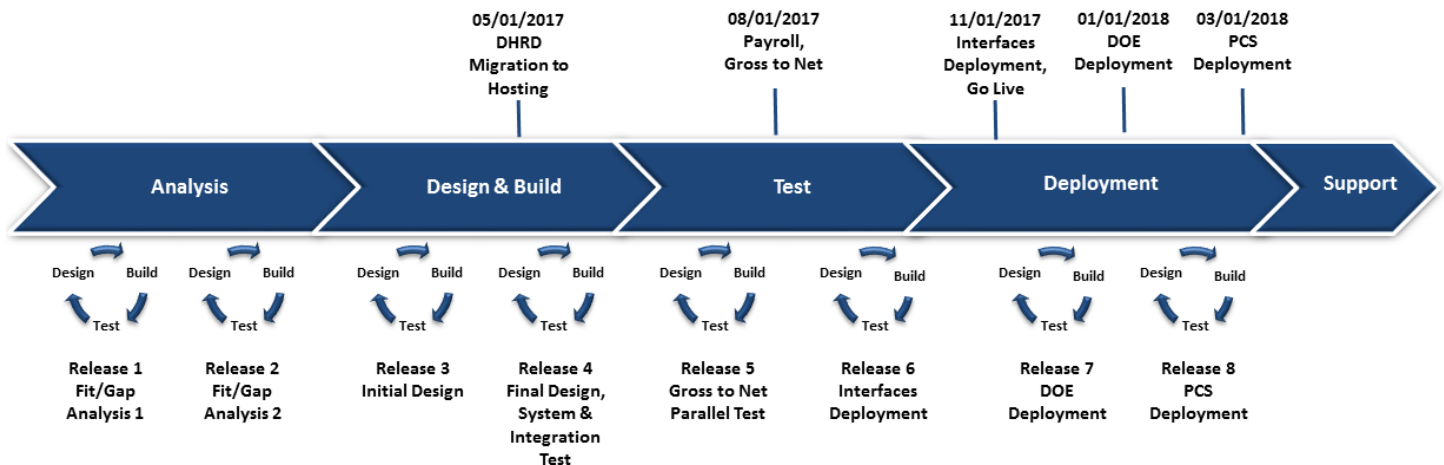 05/01/2017
DHRD
Migration to
Hosting
08/01/2017
Payroll,
Gross to Net
11/01/2017
Interfaces
Deployment,
Go Live
01/01/2018
DOE
Deployment
03/01/2018
PCS
Deployment
Analysis
Design & Build
Test
Deployment
Support
Design
Build
Test
Design
Build
Test
Design
Build
Test
Design
Build
Test
Design
Build
Test
Design
Build
Test
Design
Build
Test
Design
Build
Test
Release 1
Fit/Gap
Analysis 1
Release 2
Fit/Gap
Analysis 2
Release 3
Initial Design
Release 4
Final Design,
System &
Integration
Test
Release 5
Gross to Net
Parallel Test
Release 6
Interfaces
Deployment
Release 7
DOE
Deployment
Release 8
PCS
Deployment